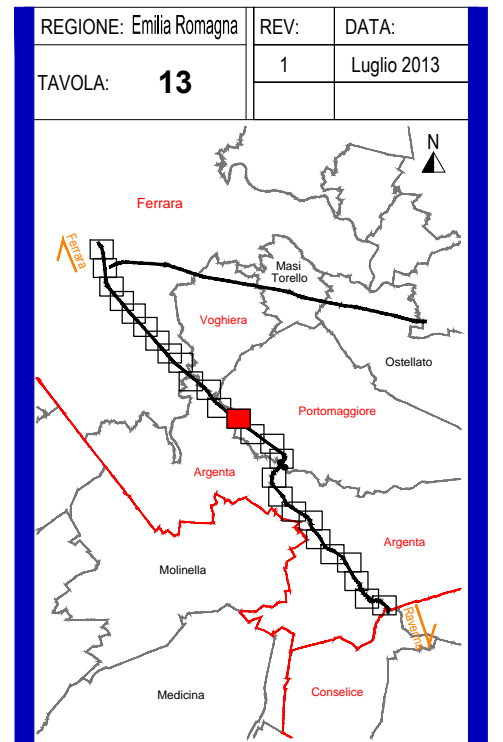 REGIONE: Emilia Romagna REV: DATA:
TAVOLA: 13 1 Luglio 2013
N
Ferrara
Ferrara
Masi
Torello
Voghiera
Ostellato
Portomaggiore
Argenta
Argenta
Molinella
Ravenna
Medicina
Conselice